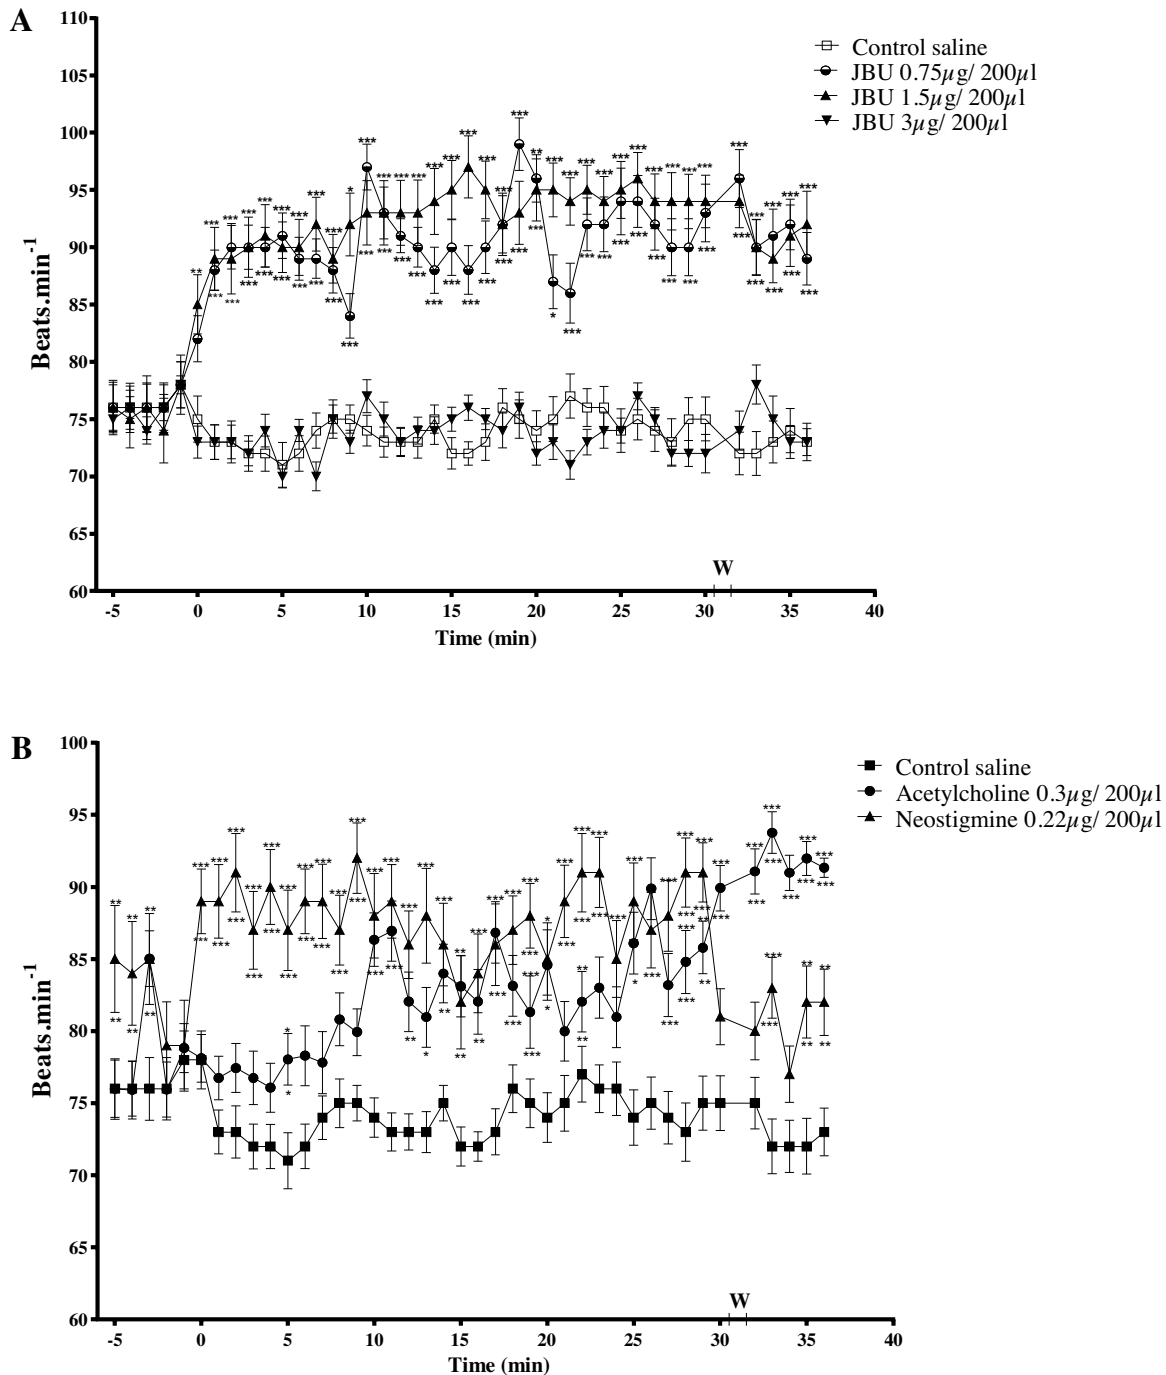 A
110
105
100
95
90
85
80
75
70
65
60
Beats.min-1
Control saline
JBU 0.75µg/ 200µl
JBU 1.5µg/ 200µl
JBU 3µg/ 200µl
W
-5 0 5 10 15 20 25 30 35 40
Time (min)
B
100
95
90
85
80
75
70
65
60
Beats.min-1
Control saline
Acetylcholine 0.3µg/ 200µl
Neostigmine 0.22µg/ 200µl
W
-5 0 5 10 15 20 25 30 35 40
Time (min)